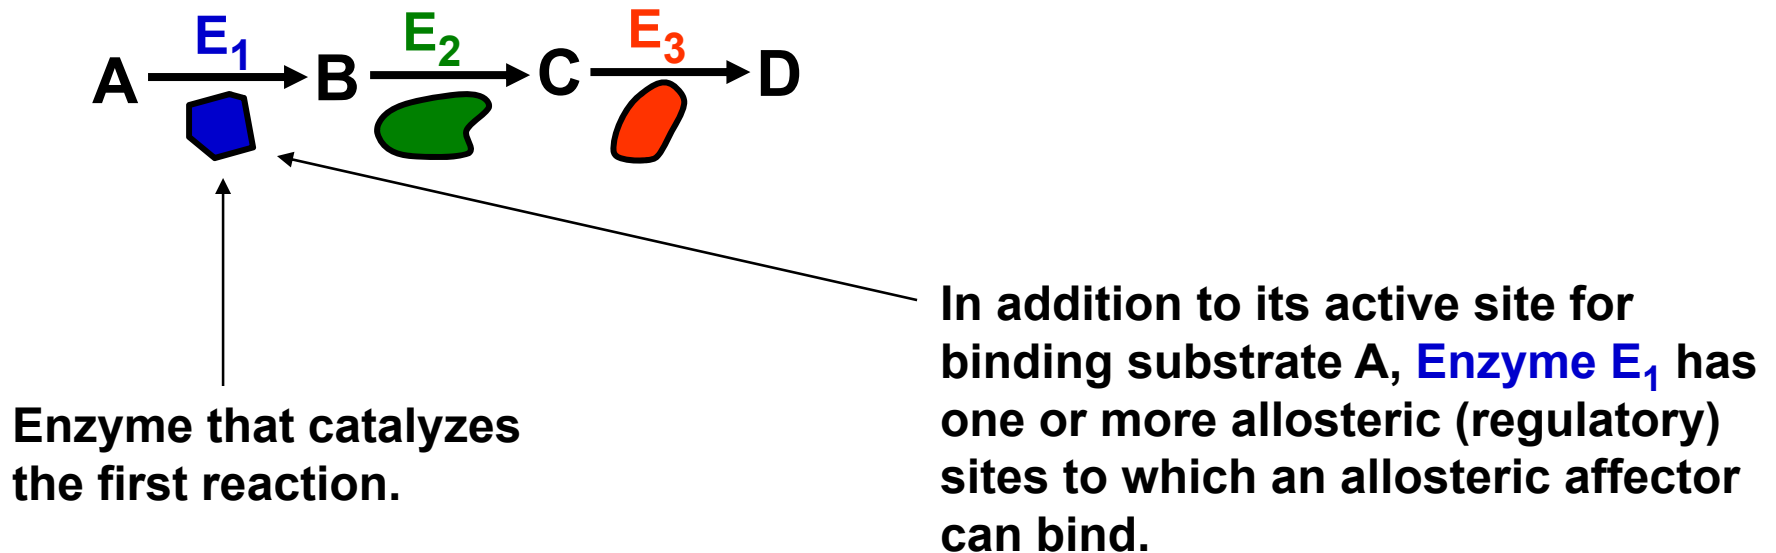 A E₁ B E₂ C E₃ D
Enzyme that catalyzes
the first reaction.
In addition to its active site for
binding substrate A, Enzyme E₁ has
one or more allosteric (regulatory)
sites to which an allosteric affector
can bind.